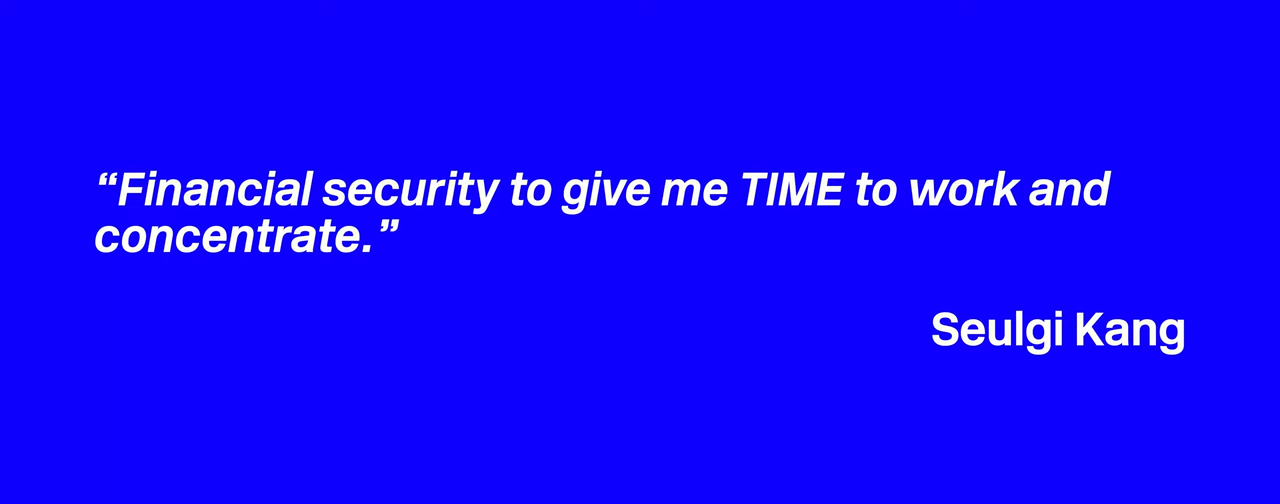 “Financial security to give me TIME to work and
concentrate.”
Seulgi Kang